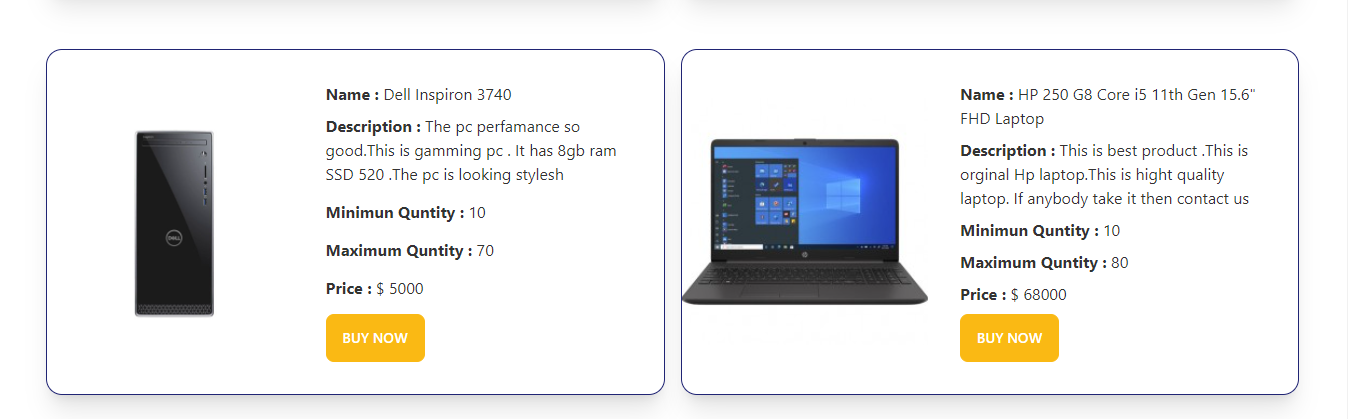 Name : Dell Inspiron 3740
Description : The pc perfamance so
good.This is gamming pc . It has 8gb ram
SSD 520 .The pc is looking stylesh
Minimun Quntity : 10
Maximum Quntity : 70
Price : $ 5000
BUY NOW
DELL
Name : HP 250 G8 Core i5 11th Gen 15.6"
FHD Laptop
Description : This is best product .This is
orginal Hp laptop.This is hight quality
laptop. If anybody take it then contact us
Minimun Quntity : 10
Maximum Quntity : 80
Price : $ 68000
BUY NOW
hp